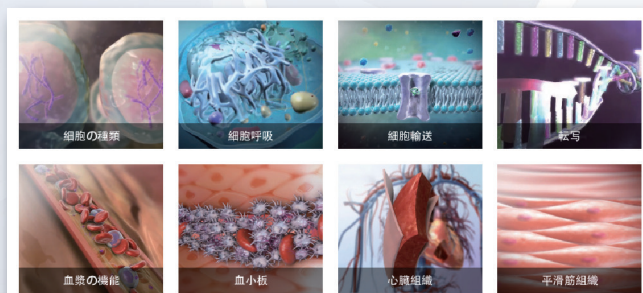 細胞の種類
細胞呼吸
細胞輸送
転写
血漿の機能
血小板
心臓組織
平滑筋組織